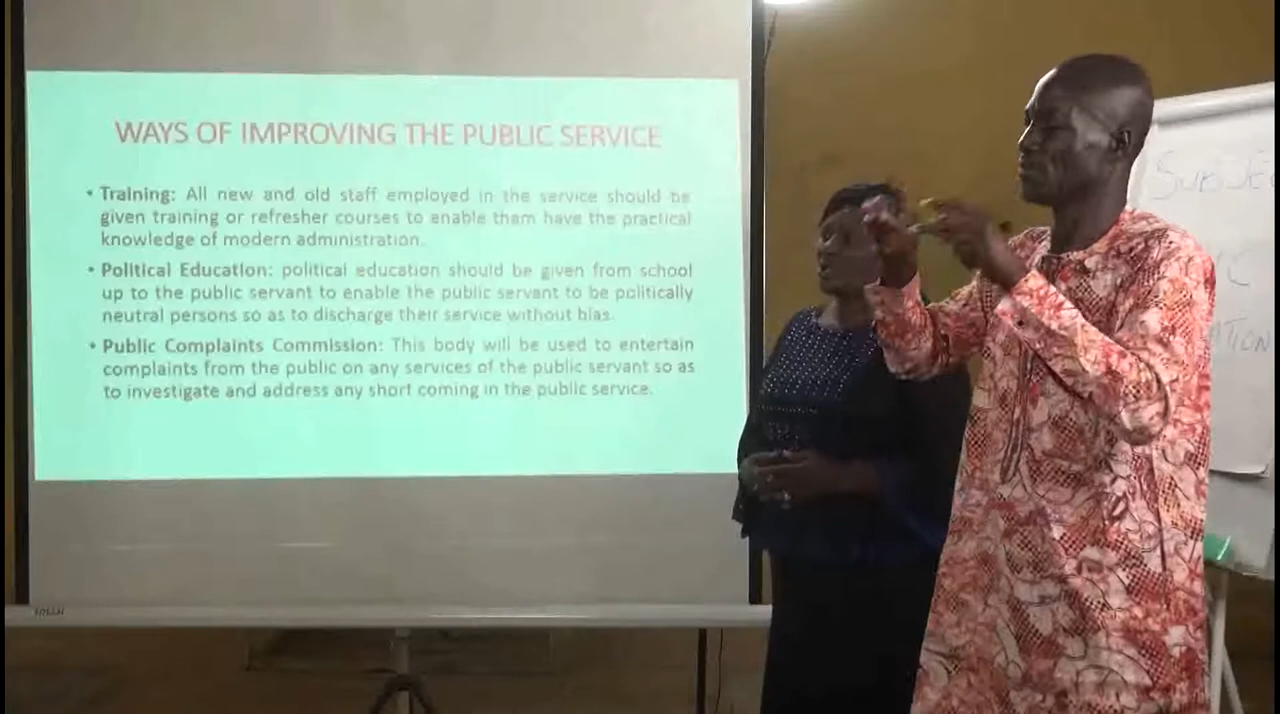 WAYS OF IMPROVING THE PUBLIC SERVICE
• Training: All new and old staff employed in the service should be
given training or refresher courses to enable them have the practical
knowledge of modern administration.
• Political Education: political education should be given from school
up to the public servant to enable the public servant to be politically
neutral persons so as to discharge their service without bias.
• Public Complaints Commission: This body will be used to entertain
complaints from the public on any services of the public servant so as
to investigate and address any short coming in the public service.
SUBJEC
IC
ATION